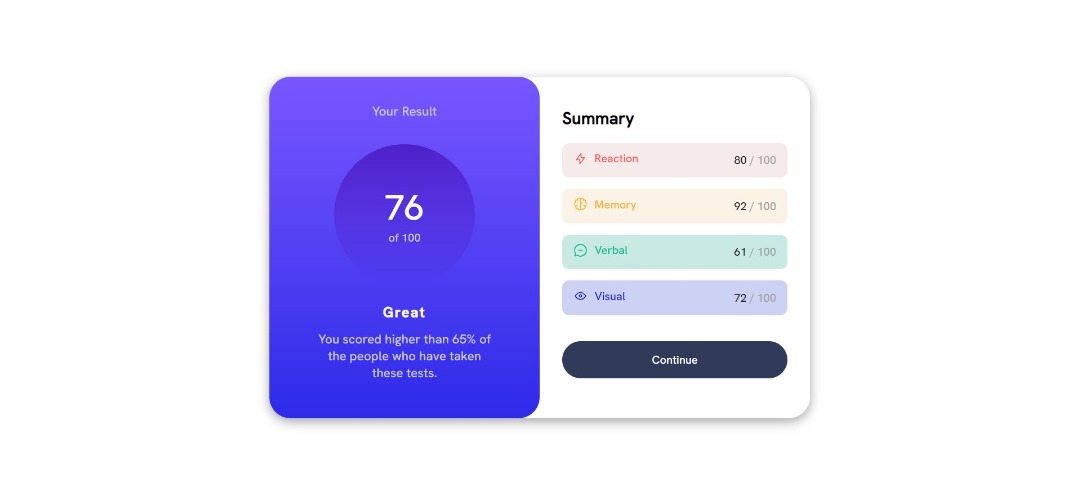 Your Result
76
of 100
Great
You scored higher than 65% of
the people who have taken
these tests.
Summary
Reaction 80 / 100
Memory 92 / 100
Verbal 61 / 100
Visual 72 / 100
Continue